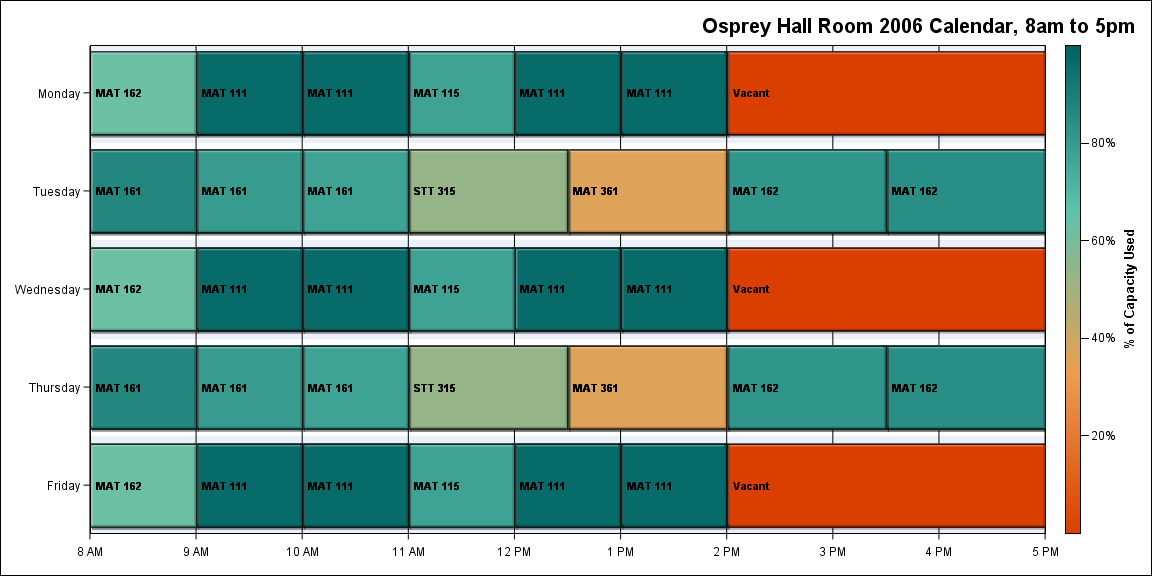 Osprey Hall Room 2006 Calendar, 8am to 5pm
Monday
MAT 162 MAT 111 MAT 111 MAT 115 MAT 111 MAT 111 Vacant
Tuesday
MAT 161 MAT 161 MAT 161 STT 315 MAT 361 MAT 162 MAT 162
Wednesday
MAT 162 MAT 111 MAT 111 MAT 115 MAT 111 MAT 111 Vacant
Thursday
MAT 161 MAT 161 MAT 161 STT 315 MAT 361 MAT 162 MAT 162
Friday
MAT 162 MAT 111 MAT 111 MAT 115 MAT 111 MAT 111 Vacant
8 AM 9 AM 10 AM 11 AM 12 PM 1 PM 2 PM 3 PM 4 PM 5 PM
80%
60%
40%
20%
% of Capacity Used